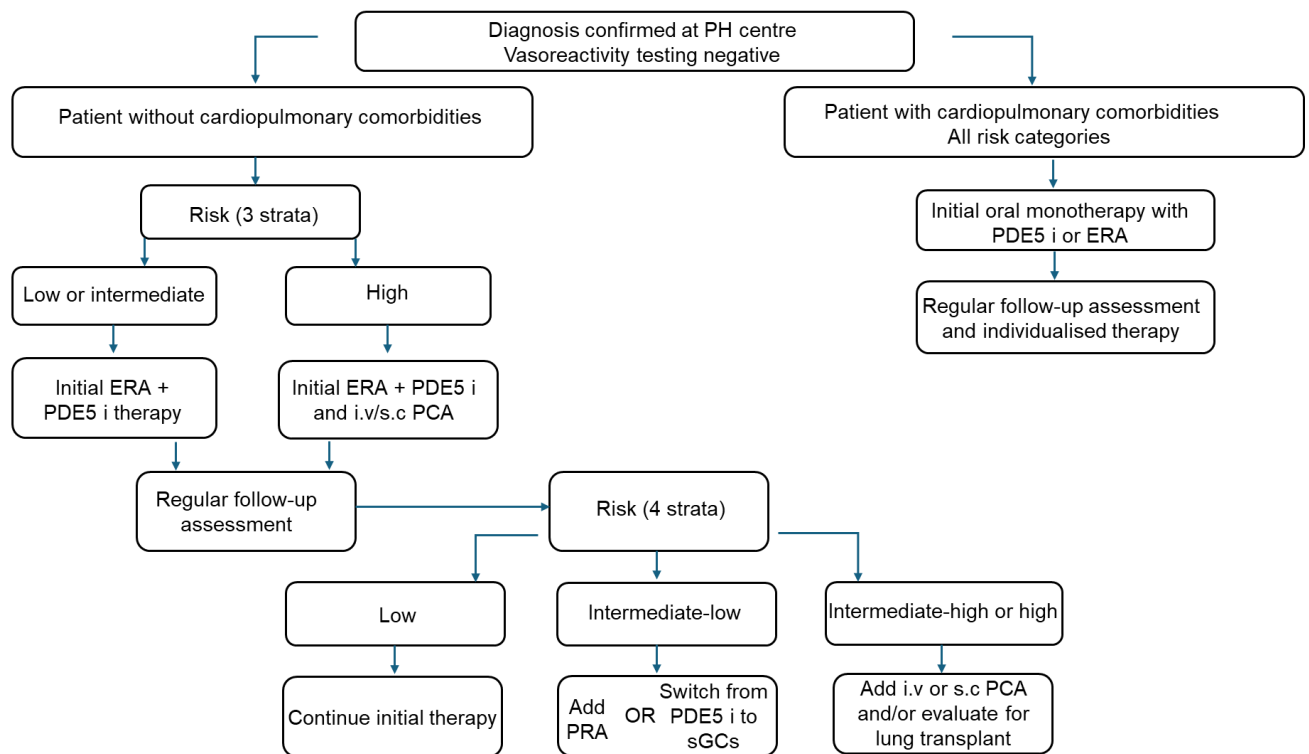 Diagnosis confirmed at PH centre
Vasoreactivity testing negative
Patient without cardiopulmonary comorbidities
Patient with cardiopulmonary comorbidities
All risk categories
Risk (3 strata)
Initial oral monotherapy with
PDE5 i or ERA
Low or intermediate
High
Regular follow-up assessment
and individualised therapy
Initial ERA +
PDE5 i therapy
Initial ERA + PDE5 i
and i.v/s.c PCA
Regular follow-up
assessment
Risk (4 strata)
Low
Intermediate-low
Intermediate-high or high
Continue initial therapy
Add
PRA
OR
Switch from
PDE5 i to
sGCs
Add i.v or s.c PCA
and/or evaluate for
lung transplant